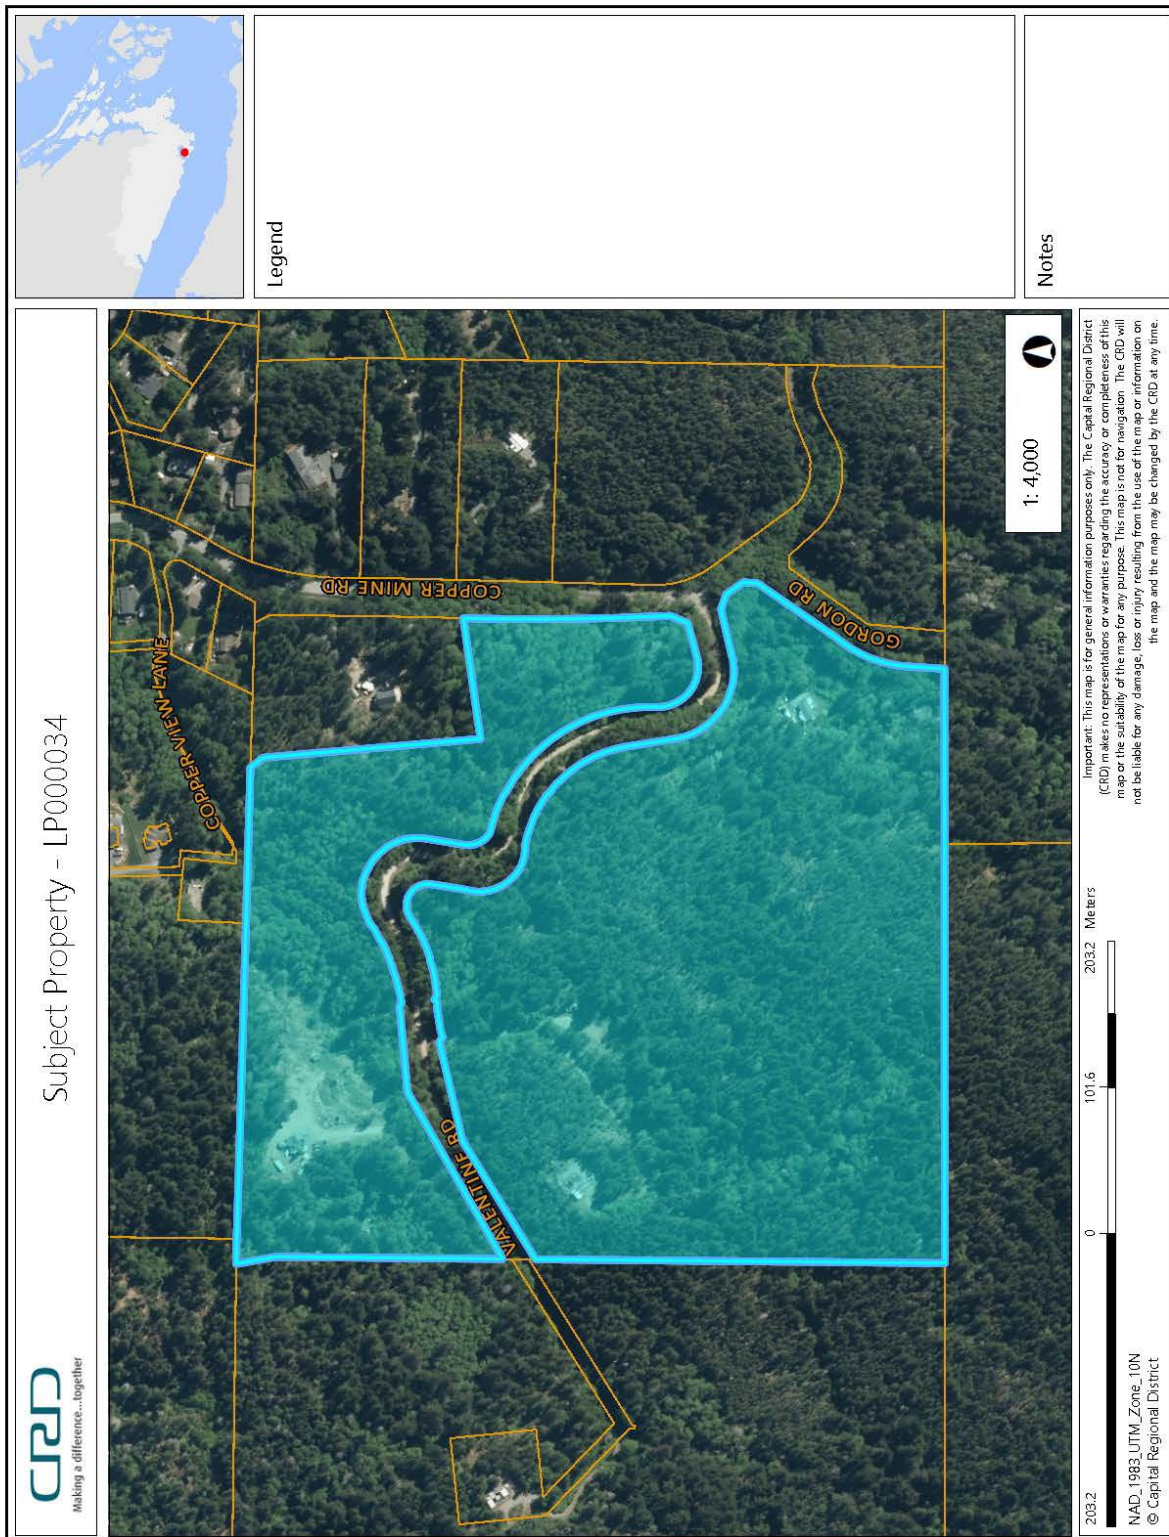 CRD
Making a difference...together
Subject Property - LP000034
COPPER VIEW LANE
COPPER MINE RD
VALENTINE RD
GORDON RD
1: 4,000
Legend
Notes
203.2
0
101.6
203.2
Meters
NAD_1983_UTM_Zone_10N
© Capital Regional District
Important: This map is for general information purposes only. The Capital Regional District
(CRD) makes no representations or warranties regarding the accuracy or completeness of this
map or the suitability of the map for any purpose. This map is not for navigation. The CRD will
not be liable for any damage, loss or injury resulting from the use of the map or information on
the map and the map may be changed by the CRD at any time.